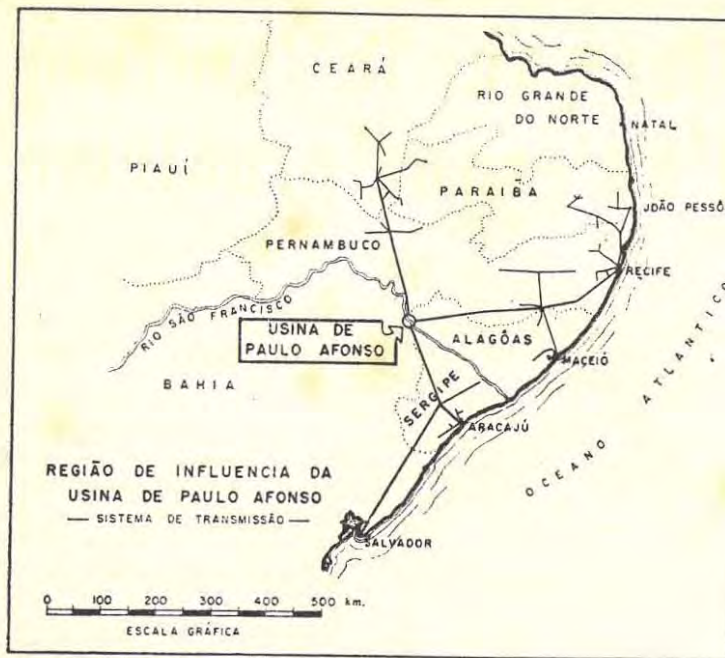 CEARÁ
RIO GRANDE
DO NORTE
NATAL
PIAUÍ
PARAIBA
JOÃO PESSÔ
PERNAMBUCO
RECIFE
RIO SÃO FRANCISCO
USINA DE
PAULO AFONSO
ALAGÔAS
MACEIÓ
BAHIA
SERGIPE
ARACAJÚ
OCEANO ATLANTICO
REGIÃO DE INFLUENCIA DA
USINA DE PAULO AFONSO
— SISTEMA DE TRANSMISSÃO —
SALVADOR
0 100 200 300 400 500 km.
ESCALA GRÁFICA